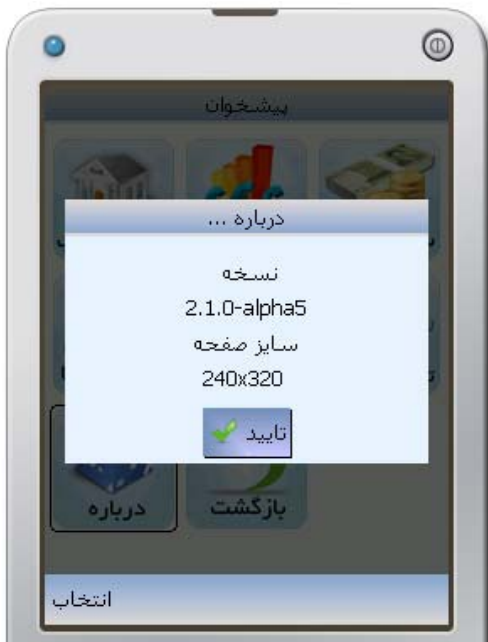 پیشخوان
درباره ...
نسخه
2.1.0-alpha5
سایز صفحه
240x320
تایید
درباره
بازگشت
انتخاب